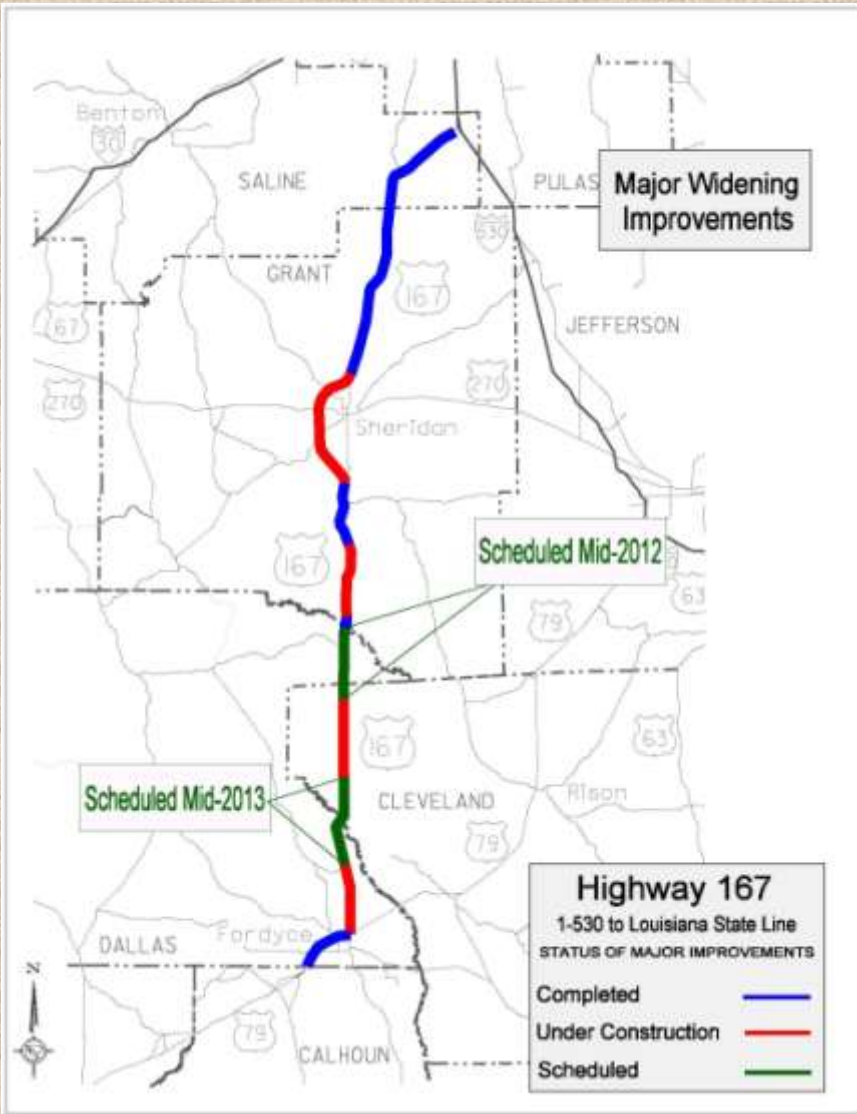 Benton
30
SALINE
PULAS
Major Widening
Improvements
530
GRANT
167
67
JEFFERSON
270
270
Sheridan
Scheduled Mid-2012
167
63
79
167
63
Scheduled Mid-2013
CLEVELAND
Rison
79
Highway 167
1-530 to Louisiana State Line
STATUS OF MAJOR IMPROVEMENTS
Fordyce
DALLAS
N
Completed
Under Construction
79
CALHOUN
Scheduled